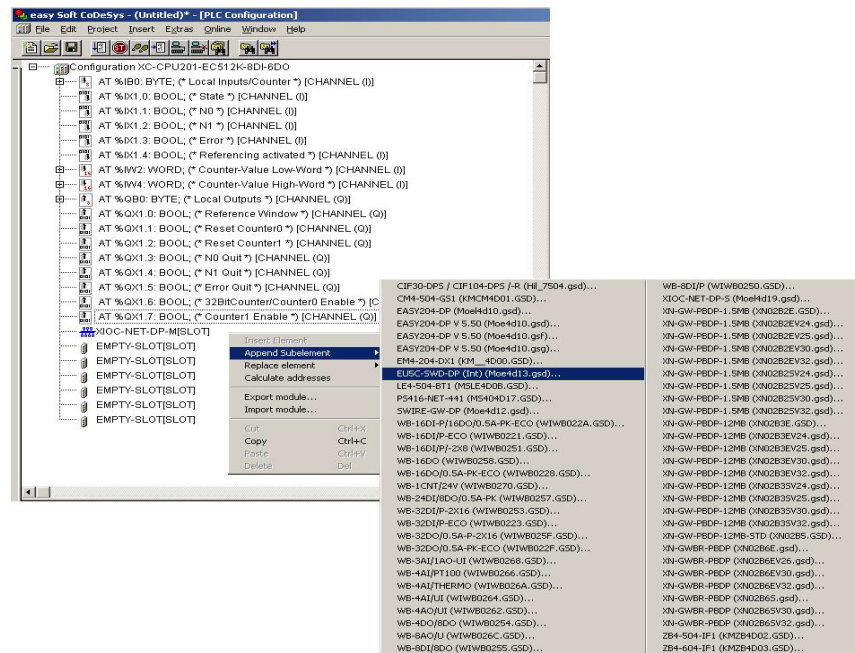 easy Soft CoDeSys - (Untitled)* - [PLC Configuration]
File Edit Project Insert Extras Online Window Help
Configuration XC-CPU201-EC512K-8DI-6DO
AT %IB0: BYTE; (* Local Inputs/Counter *) [CHANNEL (I)]
AT %IX1.0: BOOL; (* State *) [CHANNEL (I)]
AT %IX1.1: BOOL; (* N0 *) [CHANNEL (I)]
AT %IX1.2: BOOL; (* N1 *) [CHANNEL (I)]
AT %IX1.3: BOOL; (* Error *) [CHANNEL (I)]
AT %IX1.4: BOOL; (* Referencing activated *) [CHANNEL (I)]
AT %IW2: WORD; (* Counter-Value Low-Word *) [CHANNEL (I)]
AT %IW4: WORD; (* Counter-Value High-Word *) [CHANNEL (I)]
AT %QB0: BYTE; (* Local Outputs *) [CHANNEL (Q)]
AT %QX1.0: BOOL; (* Reference Window *) [CHANNEL (Q)]
AT %QX1.1: BOOL; (* Reset Counter0 *) [CHANNEL (Q)]
AT %QX1.2: BOOL; (* Reset Counter1 *) [CHANNEL (Q)]
AT %QX1.3: BOOL; (* N0 Quit *) [CHANNEL (Q)]
AT %QX1.4: BOOL; (* N1 Quit *) [CHANNEL (Q)]
AT %QX1.5: BOOL; (* Error Quit *) [CHANNEL (Q)]
AT %QX1.6: BOOL; (* 32BitCounter/Counter0 Enable *) [C
AT %QX1.7: BOOL; (* Counter1 Enable *) [CHANNEL (Q)]
XIOC-NET-DP-M[SLOT]
EMPTY-SLOT[SLOT]
EMPTY-SLOT[SLOT]
EMPTY-SLOT[SLOT]
EMPTY-SLOT[SLOT]
EMPTY-SLOT[SLOT]
EMPTY-SLOT[SLOT]
Insert Element
Append Subelement
Replace element
Calculate addresses
Export module...
Import module...
Cut Ctrl+X
Copy Ctrl+C
Paste Ctrl+V
Delete Del
CIF30-DPS / CIF104-DPS /-R (Hil_7504.gsd)...
CM4-504-GS1 (KMCM4D01.GSD)...
EASY204-DP (Moel4d10.gsd)...
EASY204-DP V 5.50 (Moe4d10.gsd)...
EASY204-DP V 5.50 (Moe4d10.gsf)...
EASY204-DP V 5.50 (Moe4d10.gsg)...
EM4-204-DX1 (KM__4D00.GSD)...
EU5C-SWD-DP (Int) (Moe4d13.gsd)...
LE4-504-BT1 (MSLE4D0B.GSD)...
PS416-NET-441 (MS404D17.GSD)...
SWIRE-GW-DP (Moe4d12.gsd)...
WB-16DI-P/16DO/0.5A-PK-ECO (WIWB022A.GSD)...
WB-16DI/P-ECO (WIWB0221.GSD)...
WB-16DI/P/-2X8 (WIWB0251.GSD)...
WB-16DO (WIWB0258.GSD)...
WB-16DO/0.5A-PK-ECO (WIWB0228.GSD)...
WB-1CNT/24V (WIWB0270.GSD)...
WB-24DI/8DO/0.5A-PK (WIWB0257.GSD)...
WB-32DI/P-2X16 (WIWB0253.GSD)...
WB-32DI/P-ECO (WIWB0223.GSD)...
WB-32DO/0.5A-P-2X16 (WIWB025F.GSD)...
WB-32DO/0.5A-PK-ECO (WIWB022F.GSD)...
WB-3AI/1AO-UI (WIWB0268.GSD)...
WB-4AI/PT100 (WIWB0266.GSD)...
WB-4AI/THERMO (WIWB026A.GSD)...
WB-4AI/UI (WIWB0264.GSD)...
WB-4AO/UI (WIWB0262.GSD)...
WB-4DO/8DO (WIWB0254.GSD)...
WB-8AO/U (WIWB026C.GSD)...
WB-8DI/8DO (WIWB0255.GSD)...
WB-8DI/P (WIWB0250.GSD)...
XIOC-NET-DP-S (Moel4d19.gsd)...
XN-GW-PBDP-1.5MB (XN02B2E.GSD)...
XN-GW-PBDP-1.5MB (XN02B2EV24.gsd)...
XN-GW-PBDP-1.5MB (XN02B2EV25.gsd)...
XN-GW-PBDP-1.5MB (XN02B2EV30.gsd)...
XN-GW-PBDP-1.5MB (XN02B2EV32.gsd)...
XN-GW-PBDP-1.5MB (XN02B2SV24.gsd)...
XN-GW-PBDP-1.5MB (XN02B2SV25.gsd)...
XN-GW-PBDP-1.5MB (XN02B2SV30.gsd)...
XN-GW-PBDP-1.5MB (XN02B2SV32.gsd)...
XN-GW-PBDP-12MB (XN02B3E.GSD)...
XN-GW-PBDP-12MB (XN02B3EV24.gsd)...
XN-GW-PBDP-12MB (XN02B3EV25.gsd)...
XN-GW-PBDP-12MB (XN02B3EV30.gsd)...
XN-GW-PBDP-12MB (XN02B3EV32.gsd)...
XN-GW-PBDP-12MB (XN02B3SV24.gsd)...
XN-GW-PBDP-12MB (XN02B3SV25.gsd)...
XN-GW-PBDP-12MB (XN02B3SV30.gsd)...
XN-GW-PBDP-12MB (XN02B3SV32.gsd)...
XN-GW-PBDP-12MB-STD (XN02B5.GSD)...
XN-GWBR-PBDP (XN02B6E.gsd)...
XN-GWBR-PBDP (XN02B6EV26.gsd)...
XN-GWBR-PBDP (XN02B6EV30.gsd)...
XN-GWBR-PBDP (XN02B6EV32.gsd)...
XN-GWBR-PBDP (XN02B6S.gsd)...
XN-GWBR-PBDP (XN02B6SV30.gsd)...
XN-GWBR-PBDP (XN02B6SV32.gsd)...
ZB4-504-IF1 (KMZB4D02.GSD)...
ZB4-604-IF1 (KMZB4D03.GSD)...